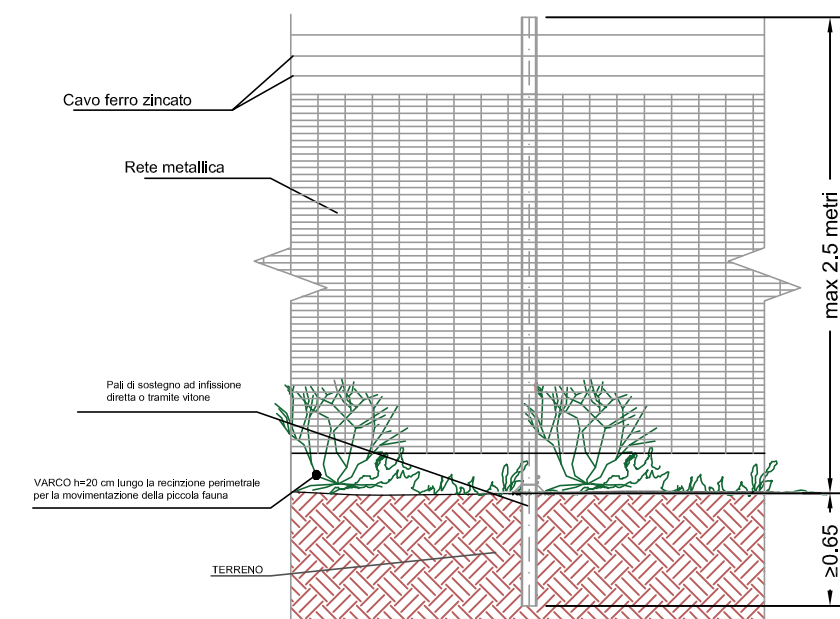 Cavo ferro zincato
Rete metallica
max 2.5 metri
Pali di sostegno ad infissione
diretta o tramite vitone
VARCO h=20 cm lungo la recinzione perimetrale
per la movimentazione della piccola fauna
≥0.65
TERRENO